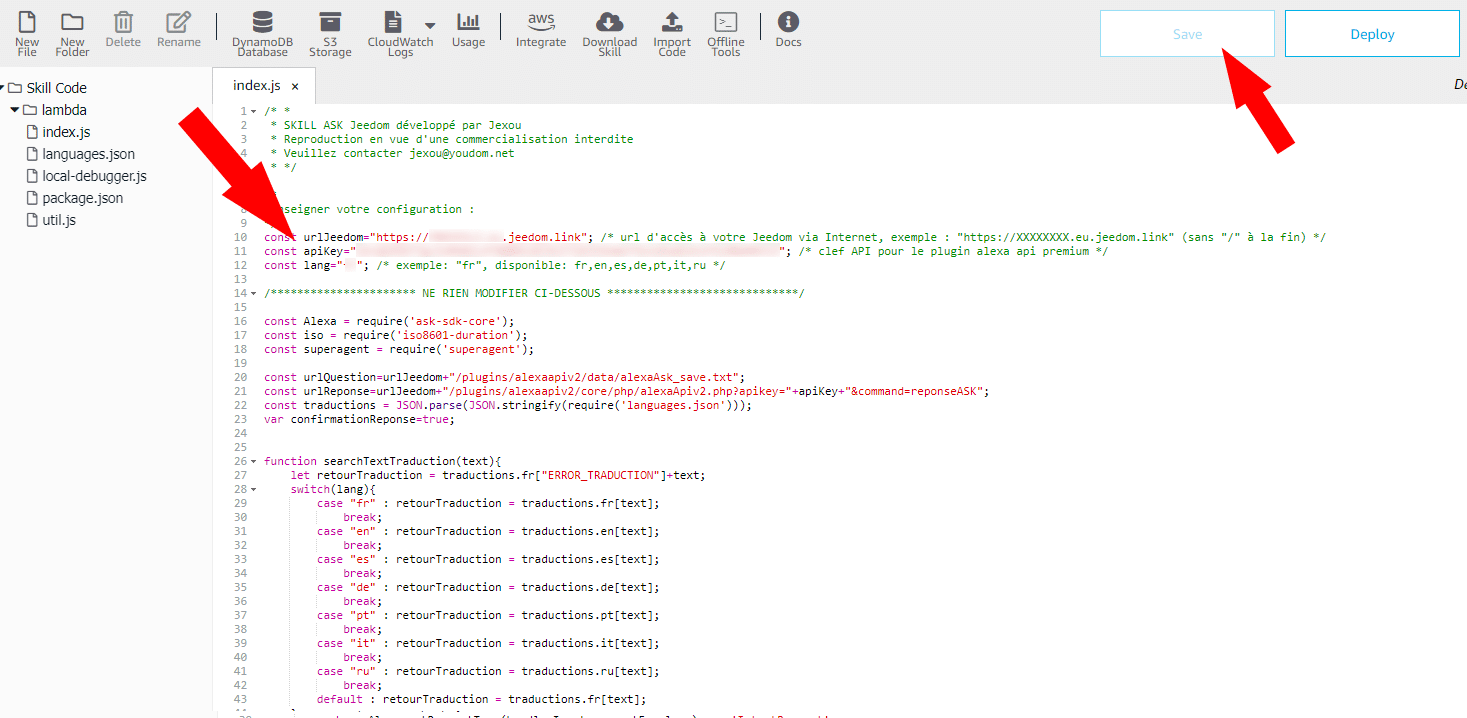 New File
New Folder
Delete
Rename
DynamoDB Database
S3 Storage
CloudWatch Logs
Usage
aws
Integrate
Download Skill
Import Code
Offline Tools
Docs
Save
Deploy
Skill Code
lambda
index.js
languages.json
local-debugger.js
package.json
util.js
index.js ×
1 /* *
2 * SKILL ASK Jeedom développé par Jexou
3 * Reproduction en vue d'une commercialisation interdite
4 * Veuillez contacter jexou@youdom.net
* */
8 votre configuration :
9
10 const urlJeedom="https:// .jeedom.link"; /* url d'accès à votre Jeedom via Internet, exemple : "https://XXXXXXXX.eu.jeedom.link" (sans "/" à la fin) */
11 const apiKey=" "; /* clef API pour le plugin alexa api premium */
12 const lang=" "; /* exemple: "fr", disponible: fr,en,es,de,pt,it,ru */
13
14 /********************** NE RIEN MODIFIER CI-DESSOUS *****************************/
15
16 const Alexa = require('ask-sdk-core');
17 const iso = require('iso8601-duration');
18 const superagent = require('superagent');
19
20 const urlQuestion=urlJeedom+"/plugins/alexaapiv2/data/alexaAsk_save.txt";
21 const urlReponse=urlJeedom+"/plugins/alexaapiv2/core/php/alexaApiv2.php?apikey="+apiKey+"&command=reponseASK";
22 const traductions = JSON.parse(JSON.stringify(require('languages.json')));
23 var confirmationReponse=true;
24
25
26 function searchTextTraduction(text){
27 let retourTraduction = traductions.fr["ERROR_TRADUCTION"]+text;
28 switch(lang){
29 case "fr" : retourTraduction = traductions.fr[text];
30 break;
31 case "en" : retourTraduction = traductions.en[text];
32 break;
33 case "es" : retourTraduction = traductions.es[text];
34 break;
35 case "de" : retourTraduction = traductions.de[text];
36 break;
37 case "pt" : retourTraduction = traductions.pt[text];
38 break;
39 case "it" : retourTraduction = traductions.it[text];
40 break;
41 case "ru" : retourTraduction = traductions.ru[text];
42 break;
43 default : retourTraduction = traductions.fr[text];